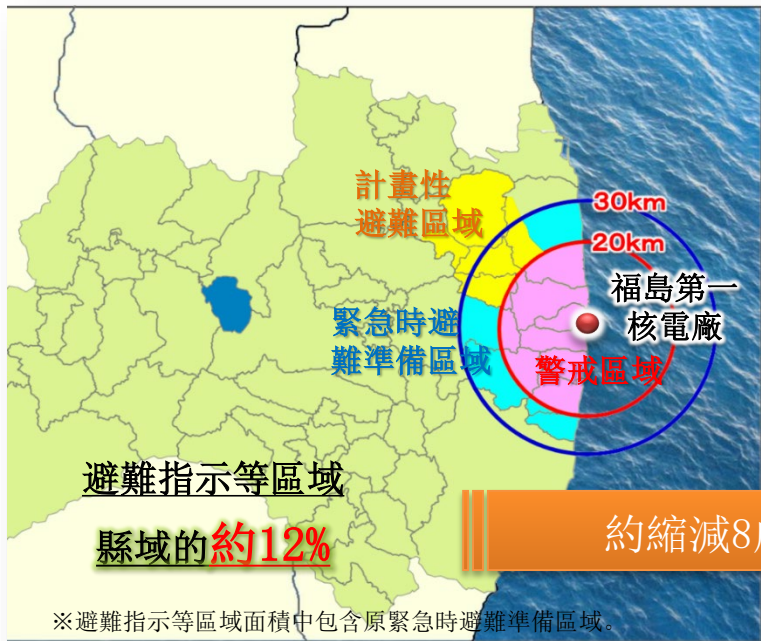 計畫性
避難區域
30km
20km
福島第一
核電廠
緊急時避
難準備區域
警戒區域
避難指示等區域
縣域的約12%
約縮減8
※避難指示等區域面積中包含原緊急時避難準備區域。